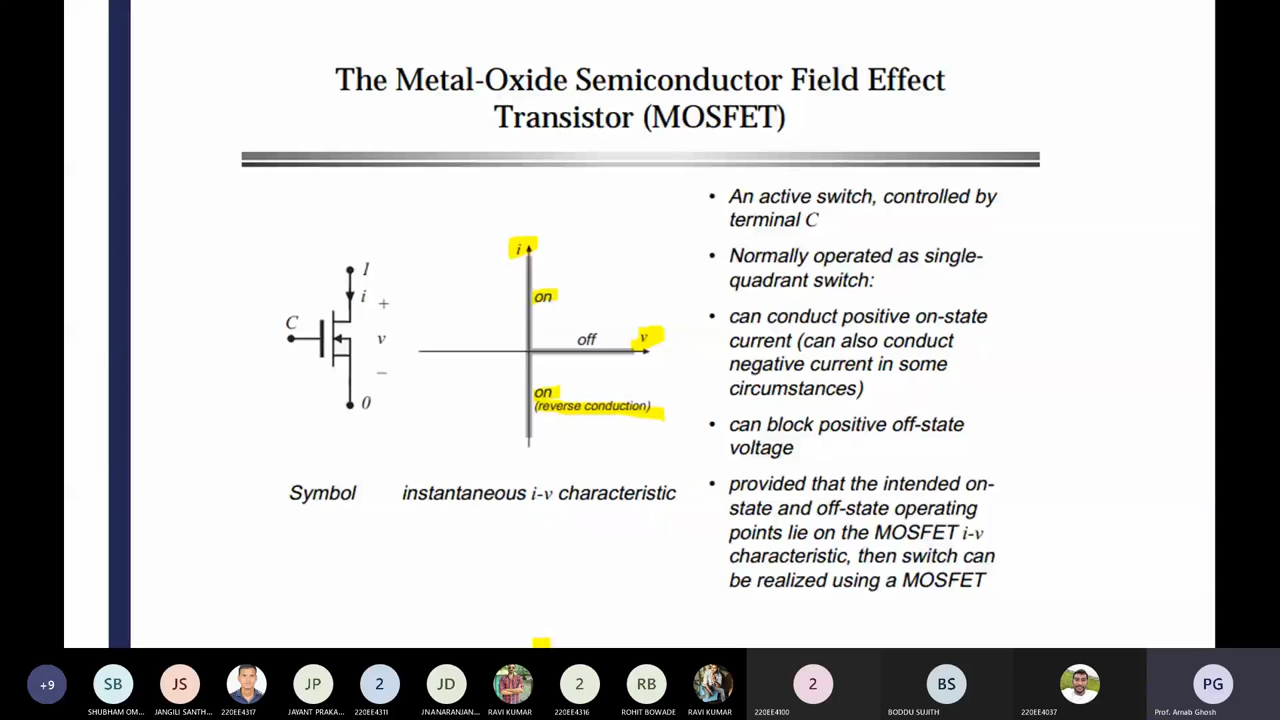 The Metal-Oxide Semiconductor Field Effect
Transistor (MOSFET)
1
i
+
C
v
–
0
Symbol
i
on
off
v
on
(reverse conduction)
instantaneous i-v characteristic
• An active switch, controlled by
terminal C
• Normally operated as single-
quadrant switch:
• can conduct positive on-state
current (can also conduct
negative current in some
circumstances)
• can block positive off-state
voltage
• provided that the intended on-
state and off-state operating
points lie on the MOSFET i-v
characteristic, then switch can
be realized using a MOSFET
+9
SB
JS
JP
2
JD
2
RB
2
BS
PG
SHUBHAM OM...
JANGILI SANTH...
220EE4317
JAYANT PRAKA...
220EE4311
JNANARANJAN...
RAVI KUMAR
220EE4316
ROHIT BOWADE
RAVI KUMAR
220EE4100
BODDU SUJITH
220EE4037
Prof. Arnab Ghosh